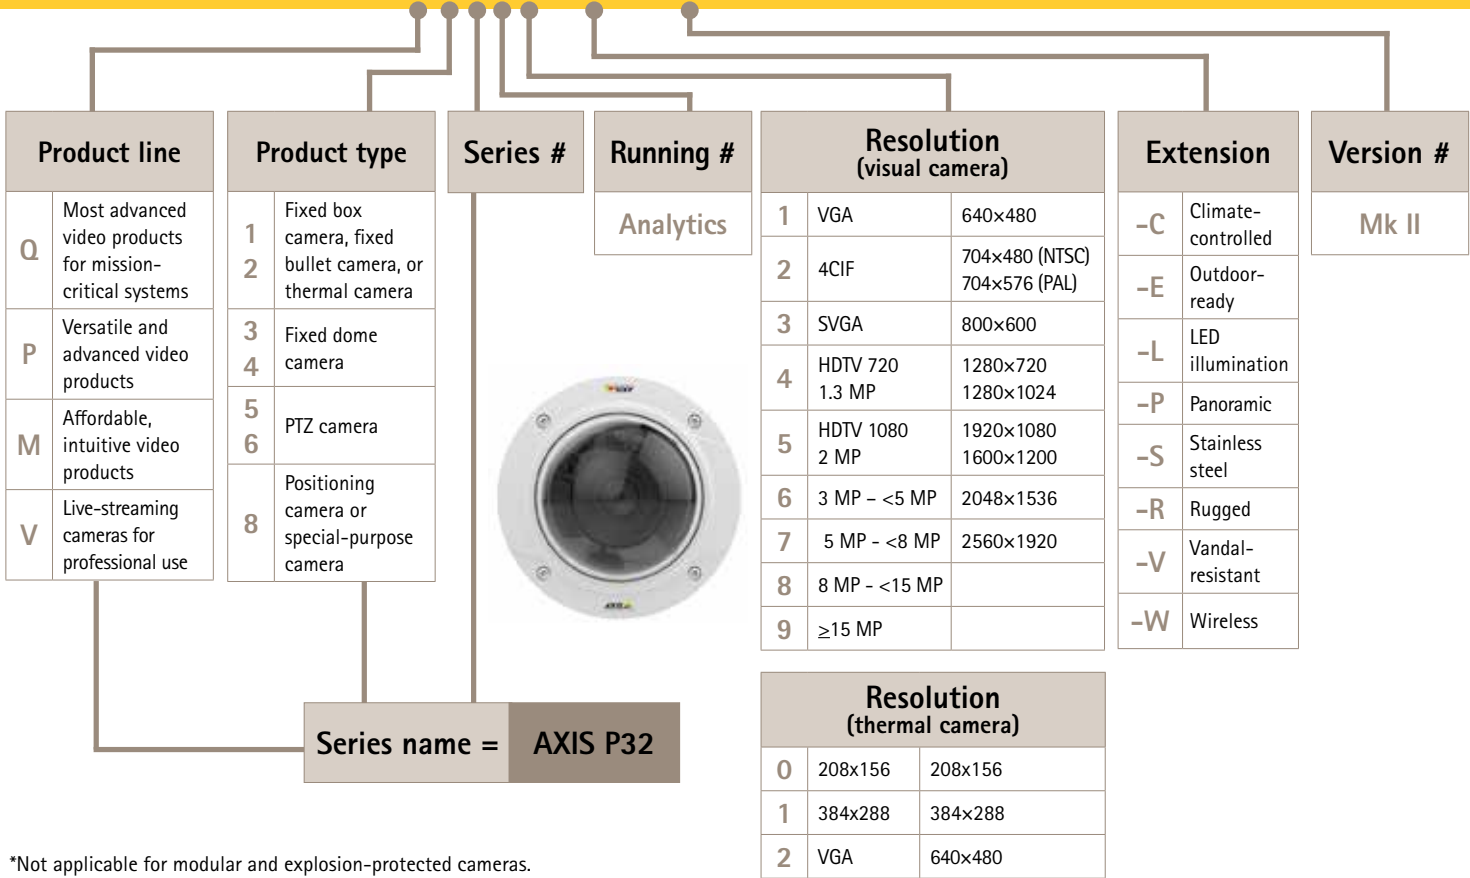 Product line
Q
Most advanced
video products
for mission-
critical systems
P
Versatile and
advanced video
products
M
Affordable,
intuitive video
products
V
Live-streaming
cameras for
professional use
Product type
1
2
Fixed box
camera, fixed
bullet camera, or
thermal camera
3
4
Fixed dome
camera
5
6
PTZ camera
8
Positioning
camera or
special-purpose
camera
Series #
Running #
Analytics
Resolution
(visual camera)
1 VGA 640×480
2 4CIF 704×480 (NTSC)
704×576 (PAL)
3 SVGA 800×600
4 HDTV 720 1280×720
1.3 MP 1280×1024
5 HDTV 1080 1920×1080
2 MP 1600×1200
6 3 MP – <5 MP 2048×1536
7 5 MP - <8 MP 2560×1920
8 8 MP - <15 MP
9 ≥15 MP
Extension
-C Climate-
controlled
-E Outdoor-
ready
-L LED
illumination
-P Panoramic
-S Stainless
steel
-R Rugged
-V Vandal-
resistant
-W Wireless
Version #
Mk II
AXIS
Series name = AXIS P32
Resolution
(thermal camera)
0 208x156 208x156
1 384x288 384×288
2 VGA 640×480
*Not applicable for modular and explosion-protected cameras.